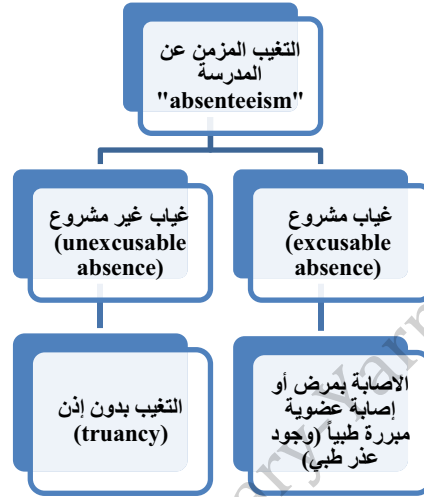 التغيب المزمن عن
المدرسة
"absenteeism"
غياب مشروع
(excusable
absence)
غياب غير مشروع
(unexcusable
absence)
الاصابة بمرض أو
إصابة عضوية
مبررة طبياً (وجود
عذر طبي)
التغيب بدون إذن
(truancy)